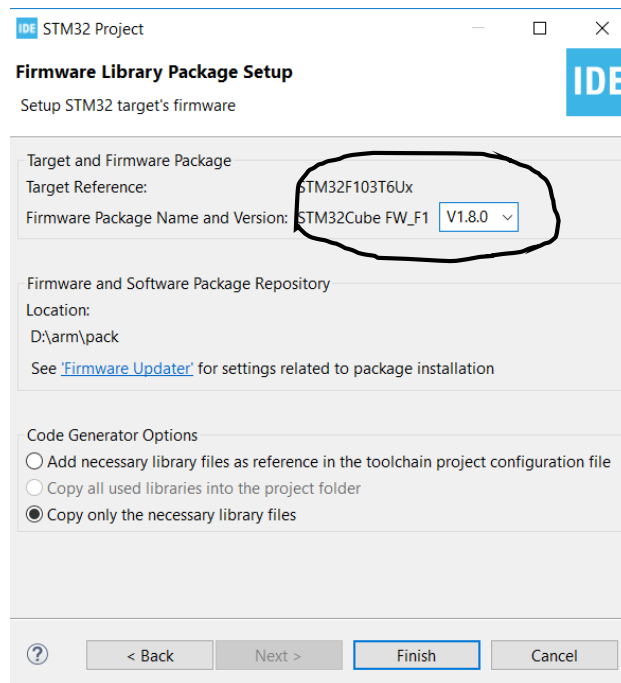 IDE STM32 Project
Firmware Library Package Setup
IDE
Setup STM32 target's firmware
Target and Firmware Package
Target Reference: STM32F103T6Ux
Firmware Package Name and Version: STM32Cube FW_F1 V1.8.0
Firmware and Software Package Repository
Location:
D:\arm\pack
See 'Firmware Updater' for settings related to package installation
Code Generator Options
Add necessary library files as reference in the toolchain project configuration file
Copy all used libraries into the project folder
Copy only the necessary library files
? < Back Next > Finish Cancel